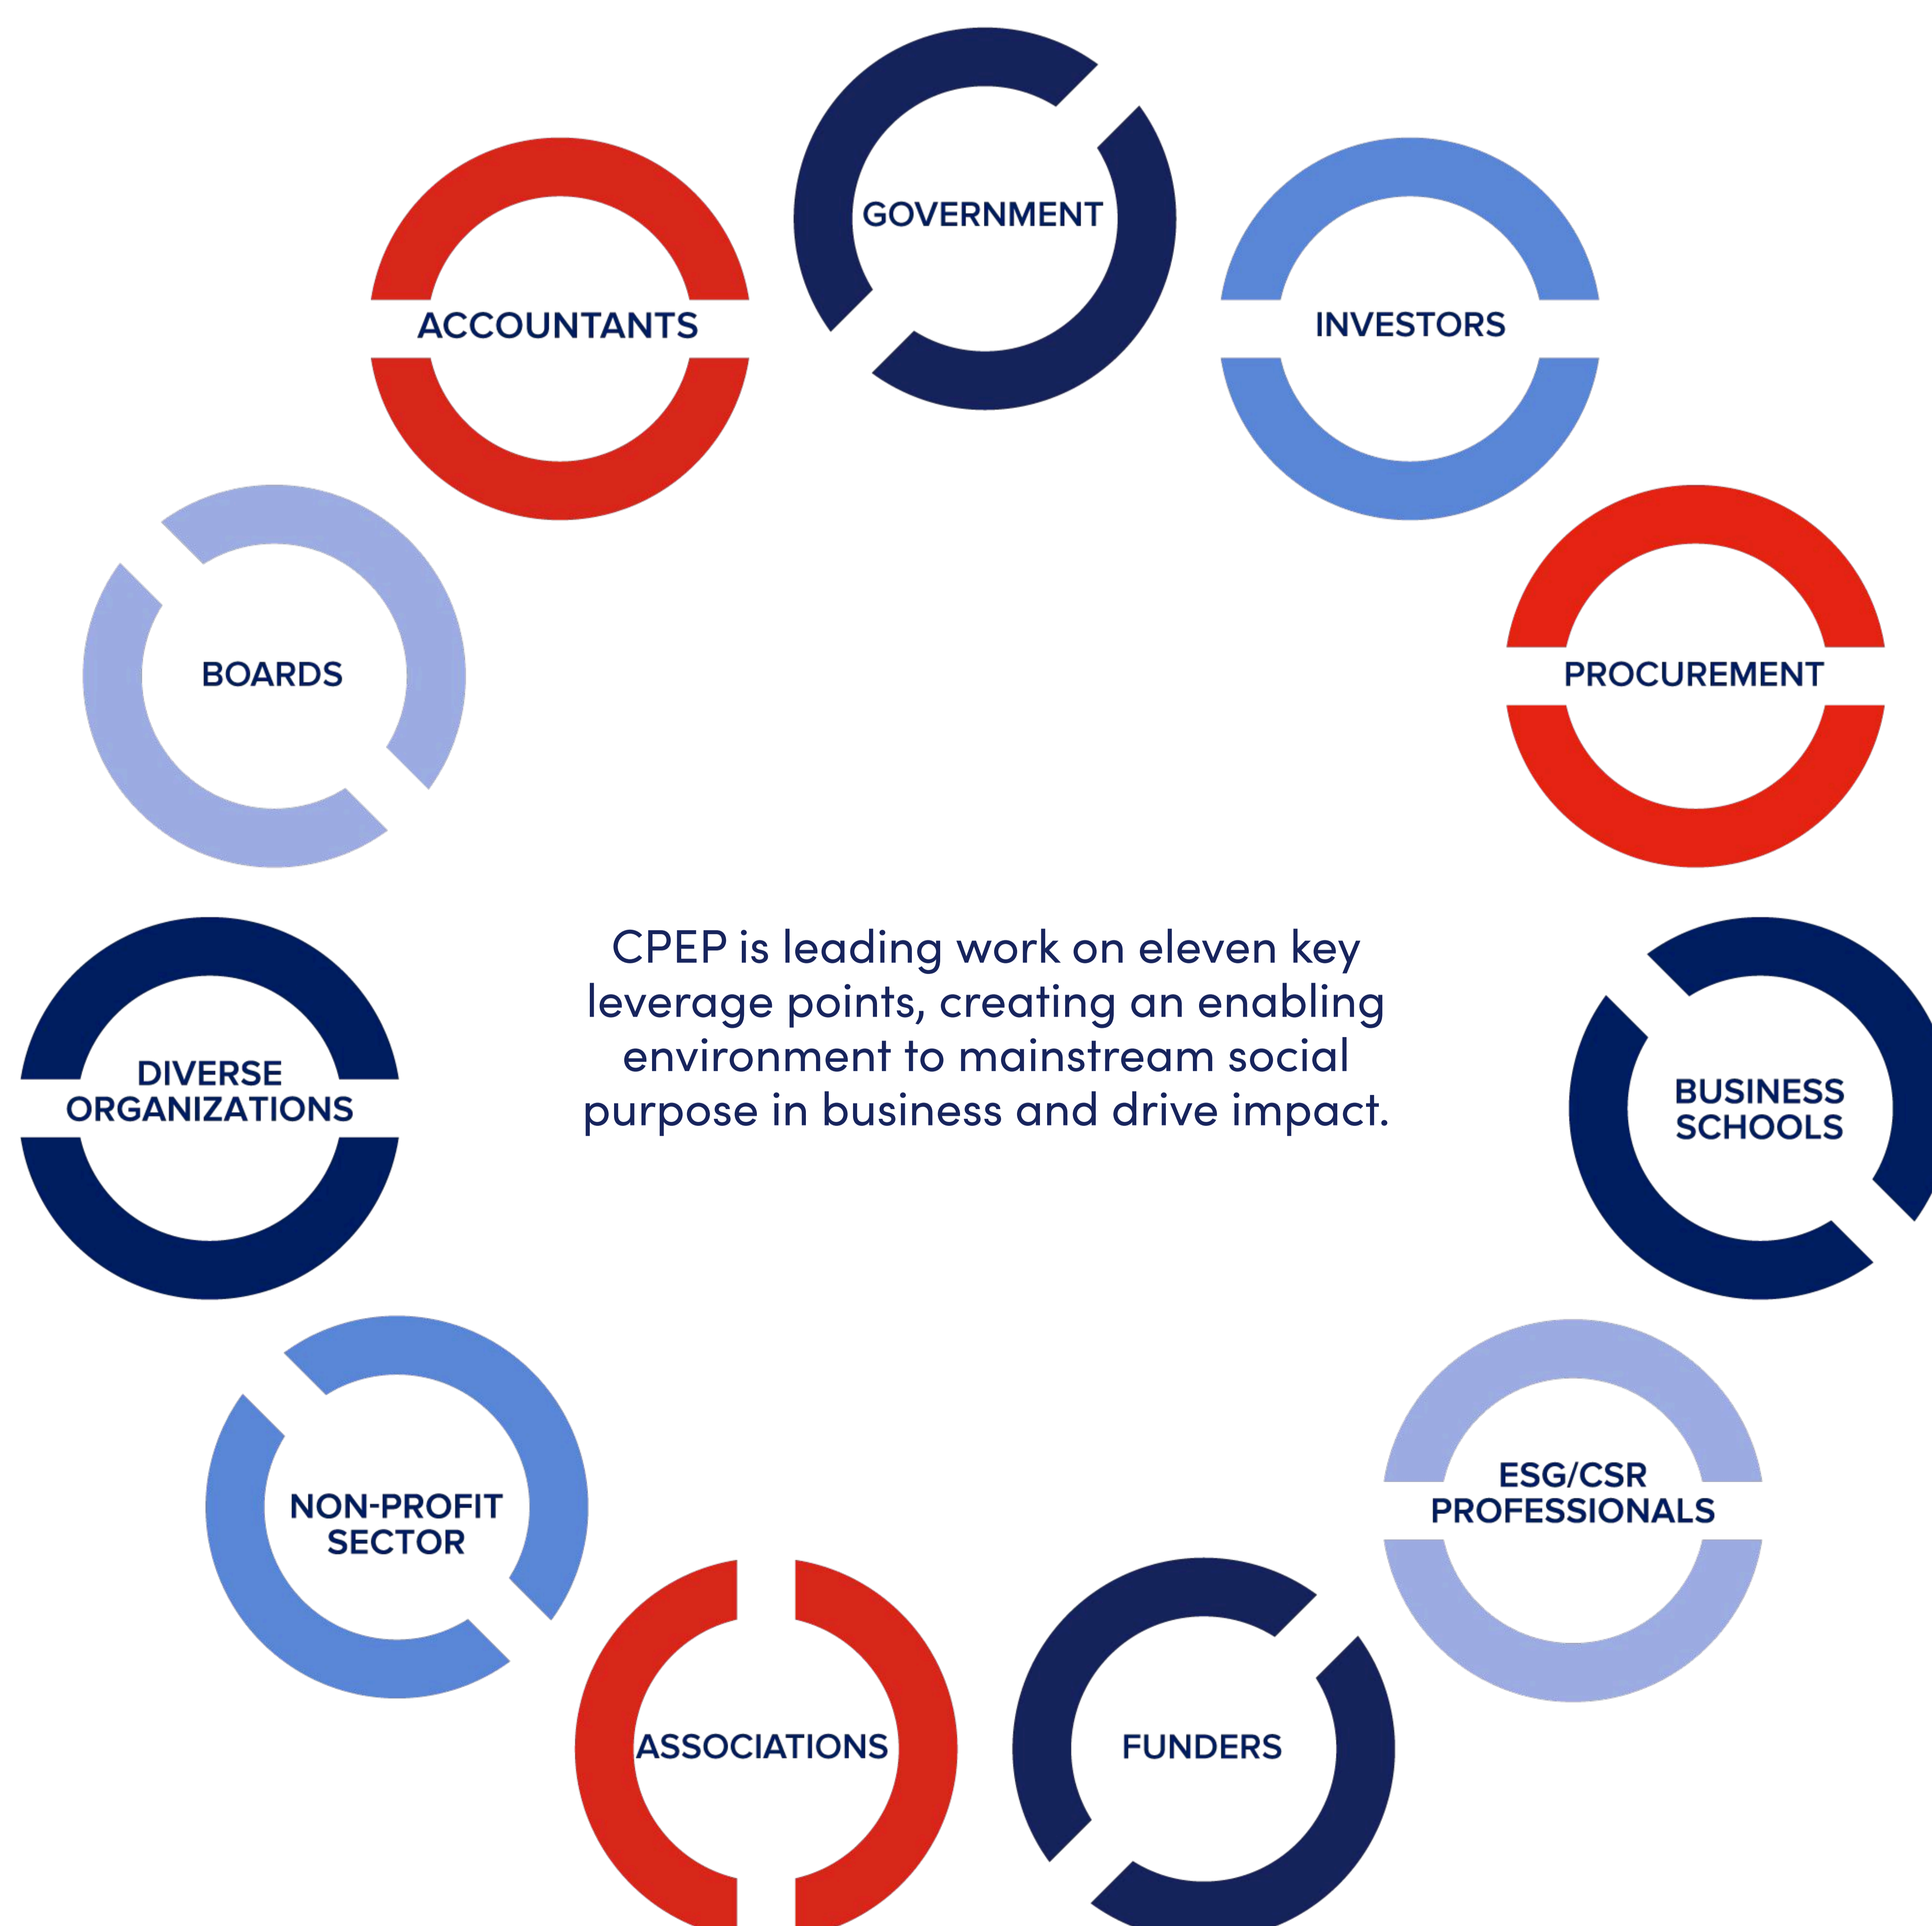 GOVERNMENT
ACCOUNTANTS
INVESTORS
BOARDS
PROCUREMENT
CPEP is leading work on eleven key
leverage points, creating an enabling
environment to mainstream social
purpose in business and drive impact.
DIVERSE
ORGANIZATIONS
BUSINESS
SCHOOLS
NON-PROFIT
SECTOR
ESG/CSR
PROFESSIONALS
ASSOCIATIONS
FUNDERS